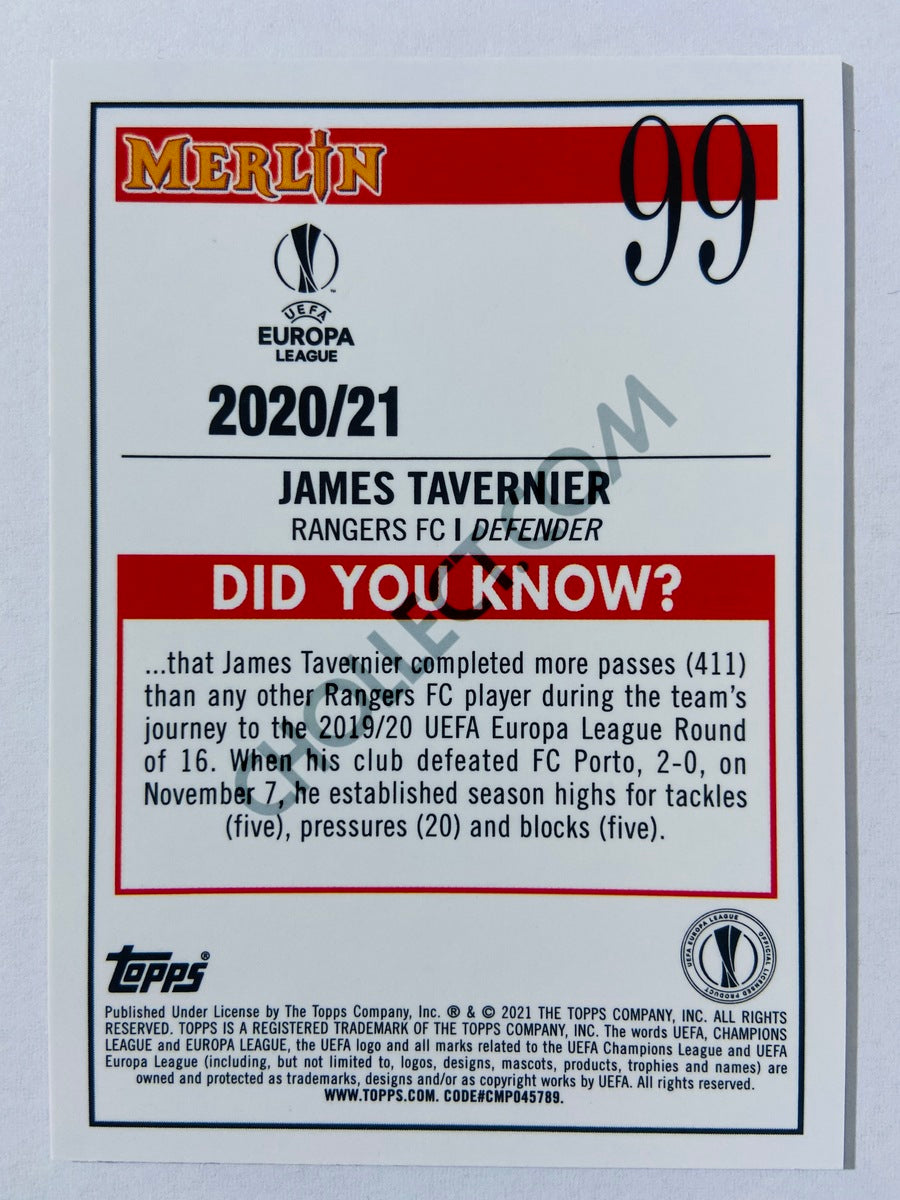 MERLIN
99
UEFA
EUROPA
LEAGUE
2020/21
JAMES TAVERNIER
RANGERS FC | DEFENDER
DID YOU KNOW?
...that James Tavernier completed more passes (411)
than any other Rangers FC player during the team's
journey to the 2019/20 UEFA Europa League Round
of 16. When his club defeated FC Porto, 2-0, on
November 7, he established season highs for tackles
(five), pressures (20) and blocks (five).
CHOLLECT.COM
topps®
UEFA EUROPA LEAGUE OFFICIAL LICENSED PRODUCT
Published Under License by The Topps Company, Inc. ® & © 2021 THE TOPPS COMPANY, INC. ALL RIGHTS
RESERVED. TOPPS IS A REGISTERED TRADEMARK OF THE TOPPS COMPANY, INC. The words UEFA, CHAMPIONS
LEAGUE and EUROPA LEAGUE, the UEFA logo and all marks related to the UEFA Champions League and UEFA
Europa League (including, but not limited to, logos, designs, mascots, products, trophies and names) are
owned and protected as trademarks, designs and/or as copyright works by UEFA. All rights reserved.
WWW.TOPPS.COM. CODE#CMP045789.